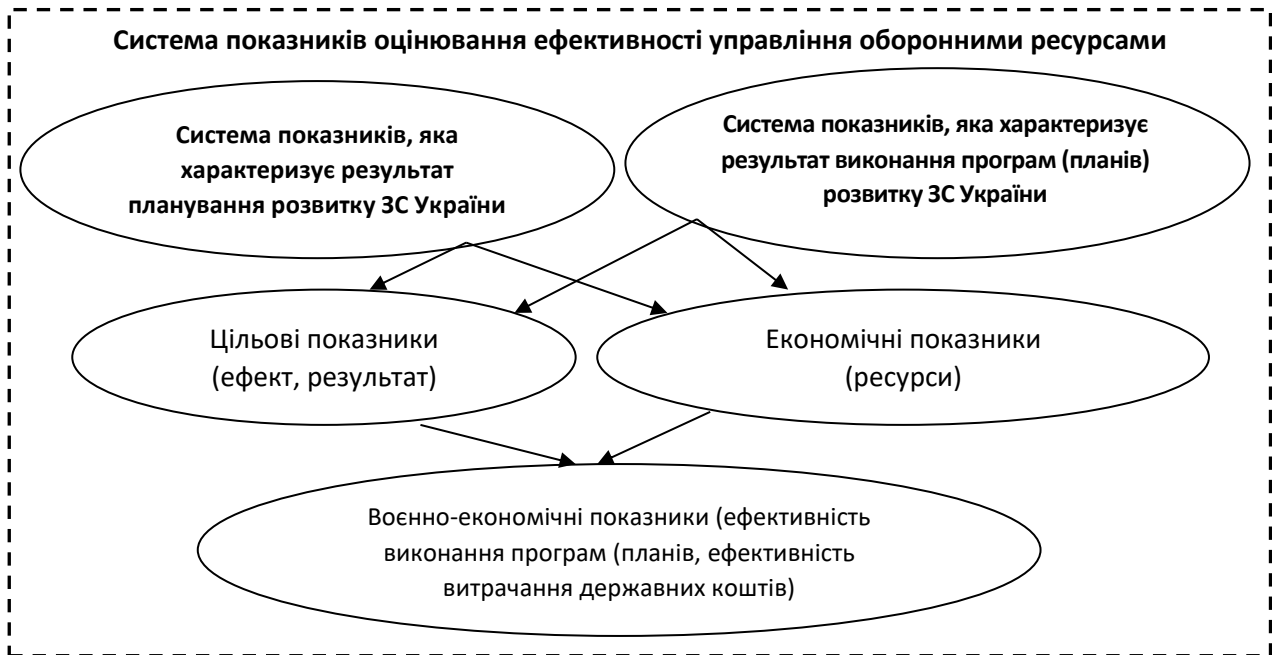 Система показників оцінювання ефективності управління оборонними ресурсами
Система показників, яка
характеризує результат
планування розвитку ЗС України
Система показників, яка характеризує
результат виконання програм (планів)
розвитку ЗС України
Цільові показники
(ефект, результат)
Економічні показники
(ресурси)
Воєнно-економічні показники (ефективність
виконання програм (планів, ефективність
витрачання державних коштів)